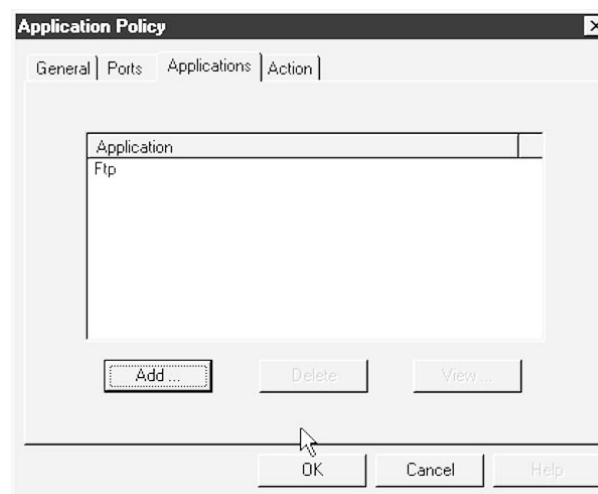 Application Policy
General Ports Applications Action
Application
Ftp
Add ... Delete View ...
OK Cancel Help